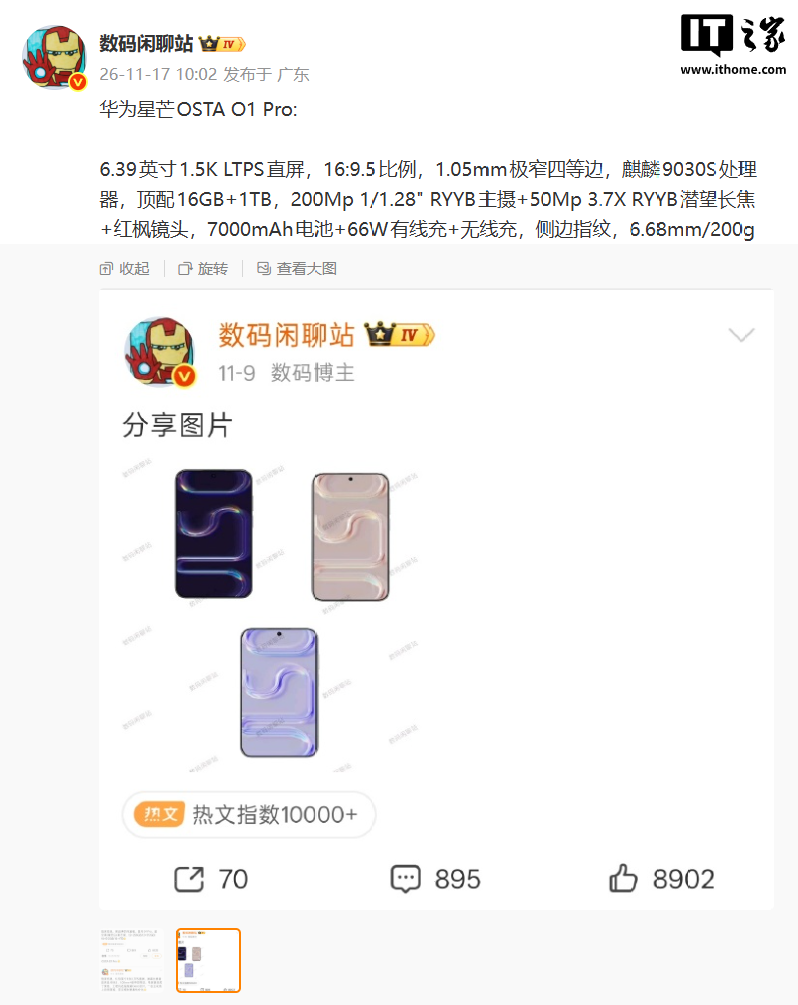 数码闲聊站 IV
26-11-17 10:02 发布于 广东
IT之家
www.ithome.com
华为星芒OSTA O1 Pro:
6.39英寸1.5K LTPS直屏，16:9.5比例，1.05mm极窄四等边，麒麟9030S处理
器，顶配16GB+1TB，200Mp 1/1.28" RYYB主摄+50Mp 3.7X RYYB潜望长焦
+红枫镜头，7000mAh电池+66W有线充+无线充，侧边指纹，6.68mm/200g
收起 旋转 查看大图
数码闲聊站 IV
11-9 数码博主
分享图片
数码闲聊站
热文 热文指数10000+
70 895 8902